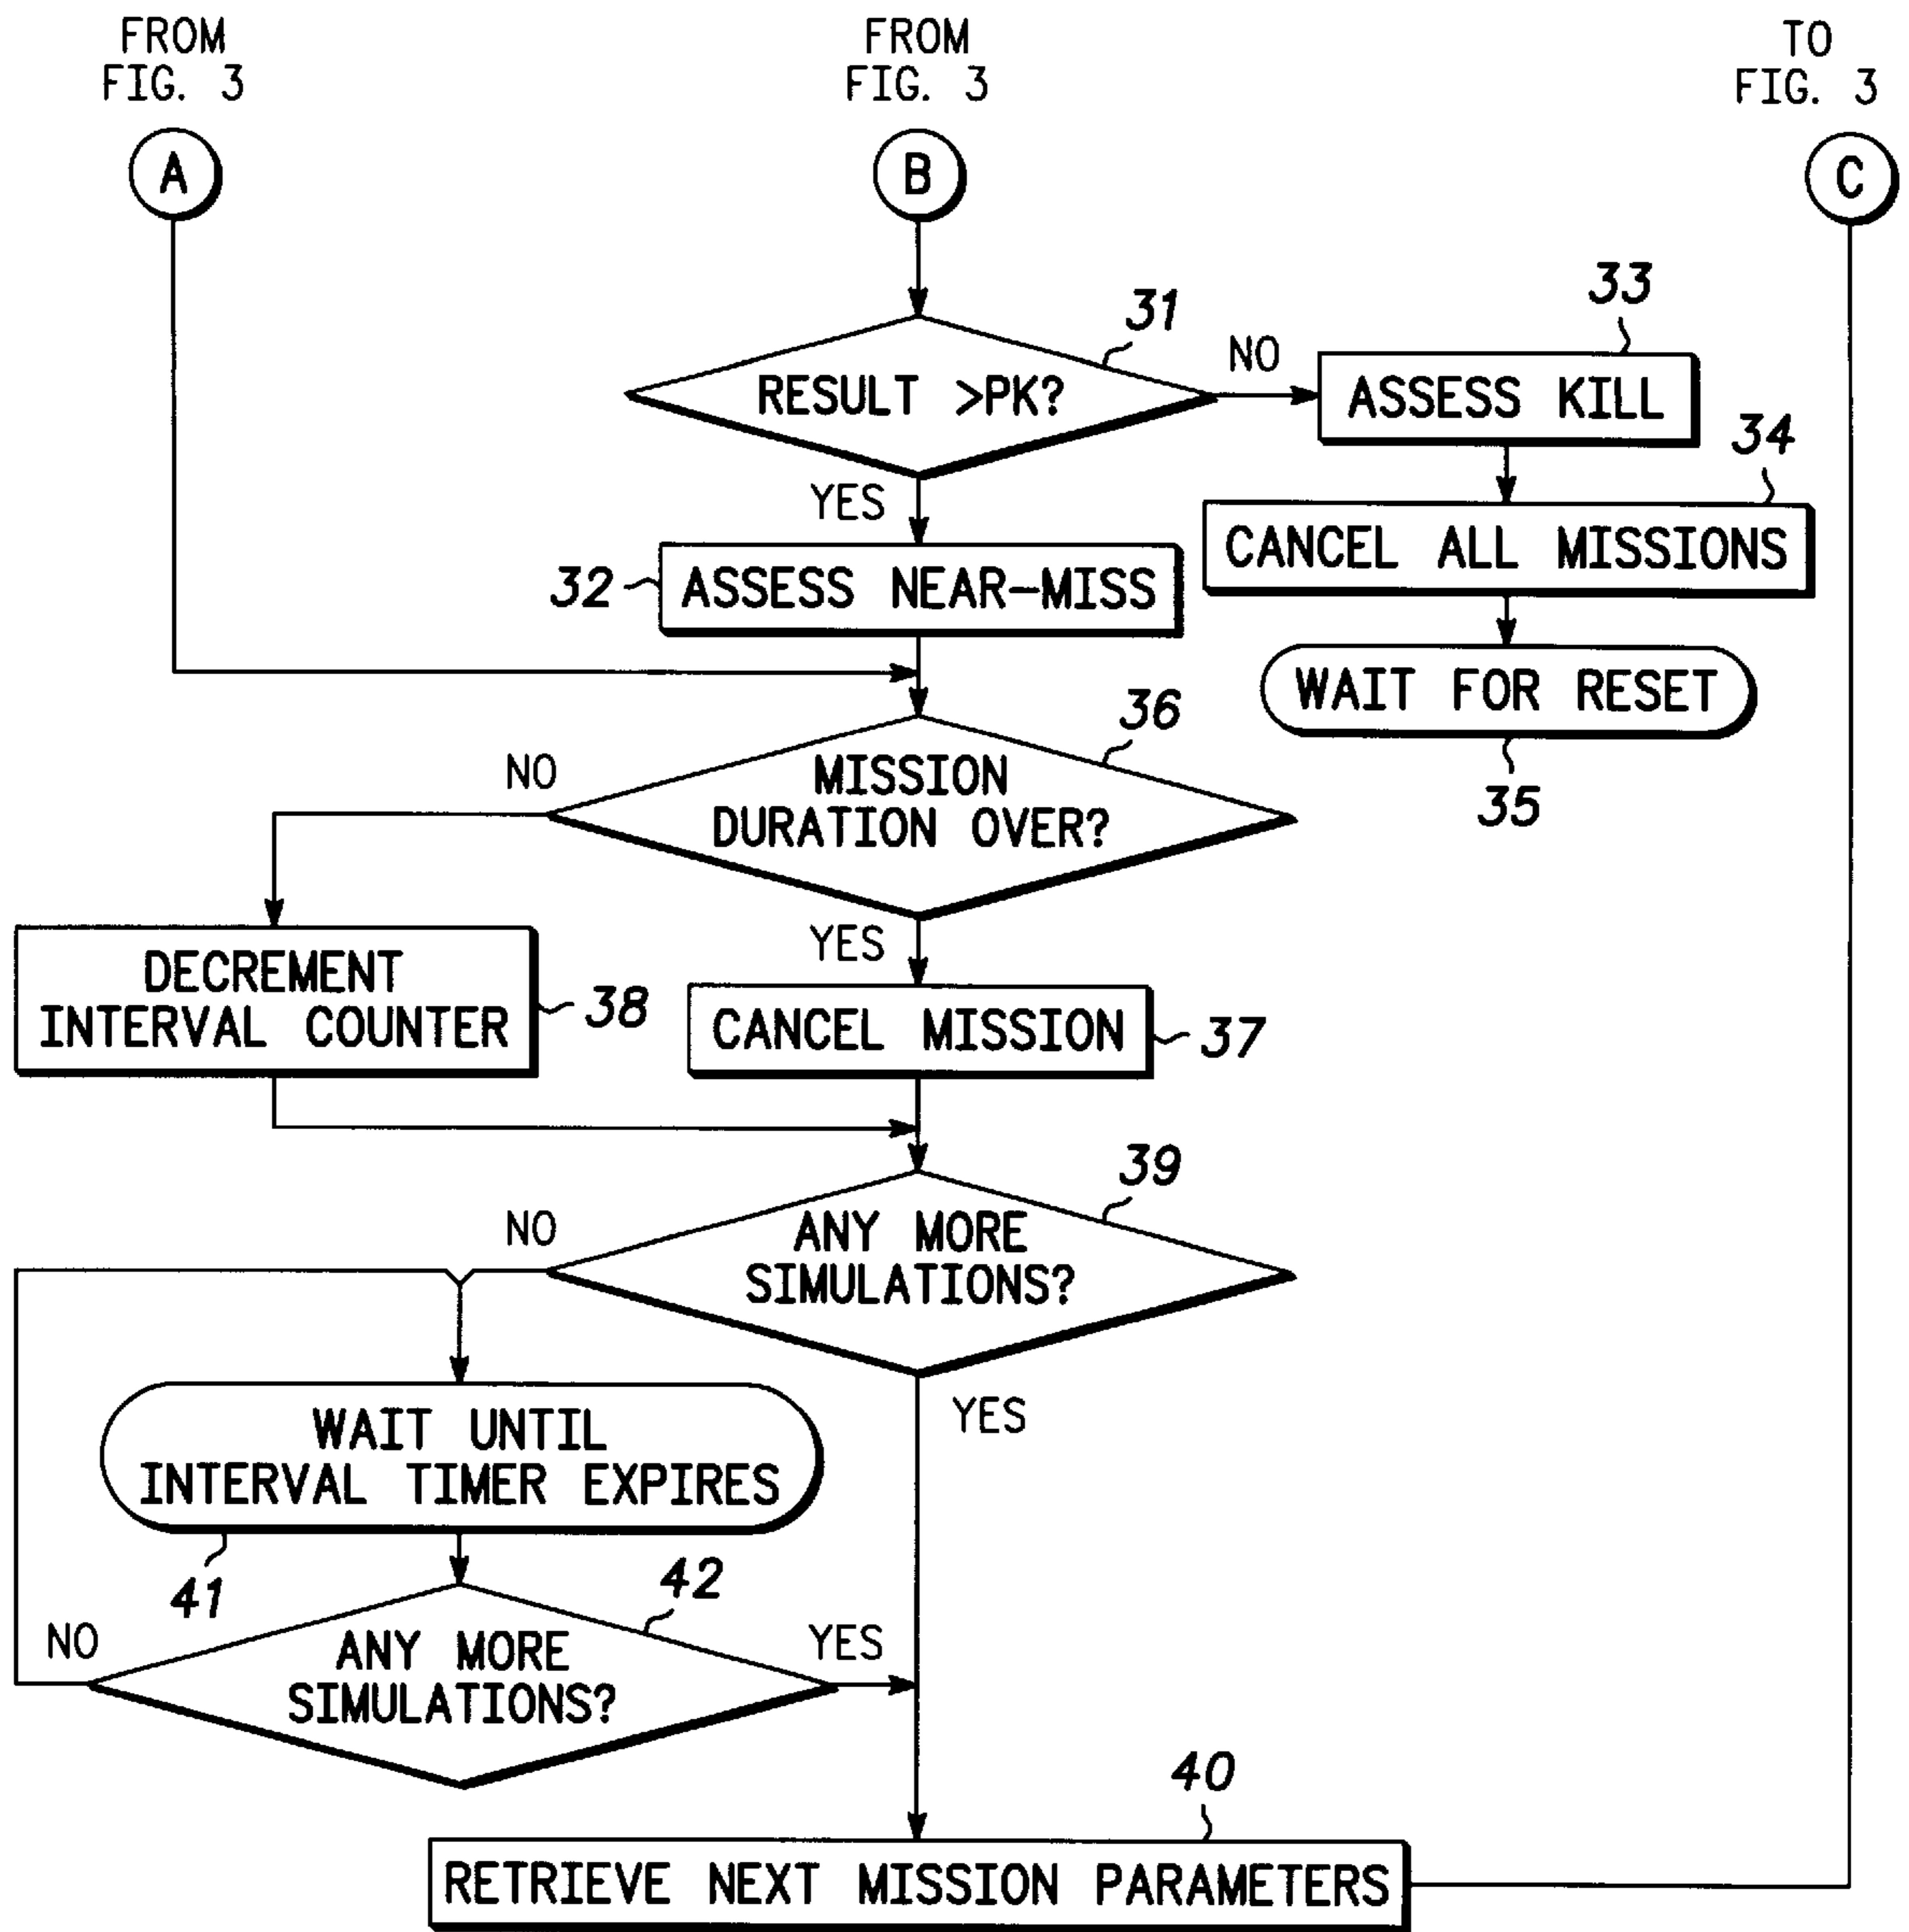 FROM
FIG. 3
FROM
FIG. 3
TO
FIG. 3
A
B
C
31
RESULT >PK?
NO
33
ASSESS KILL
34
YES
CANCEL ALL MISSIONS
32
ASSESS NEAR-MISS
WAIT FOR RESET
35
36
NO
MISSION
DURATION OVER?
YES
DECREMENT
INTERVAL COUNTER
38
CANCEL MISSION
37
39
NO
ANY MORE
SIMULATIONS?
YES
WAIT UNTIL
INTERVAL TIMER EXPIRES
41
42
NO
ANY MORE
SIMULATIONS?
YES
40
RETRIEVE NEXT MISSION PARAMETERS